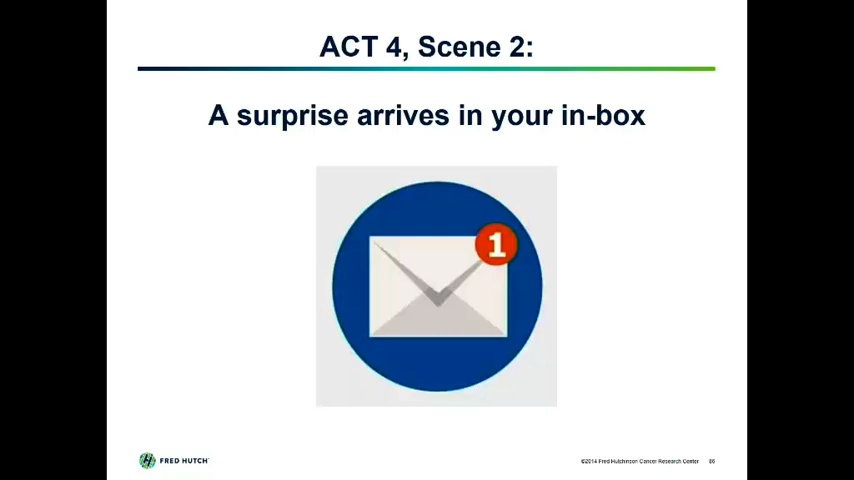 ACT 4, Scene 2:
A surprise arrives in your in-box
1
FRED HUTCH
©2014 Fred Hutchinson Cancer Research Center 86